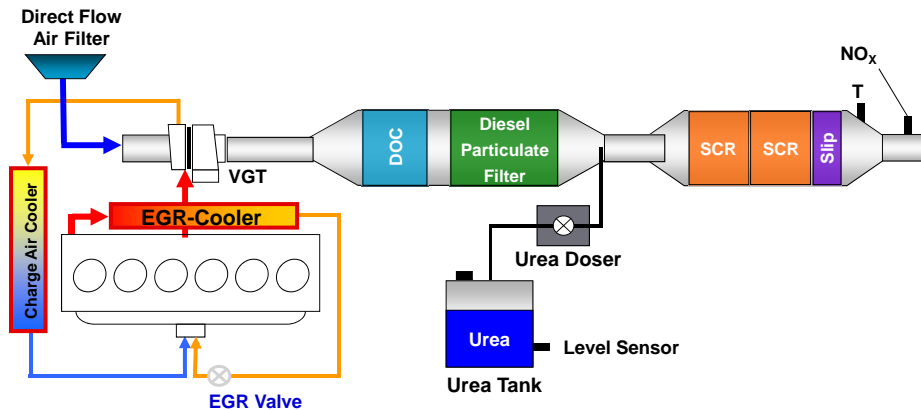 Direct Flow
Air Filter
NOX
T
DOC
Diesel
Particulate
Filter
SCR
SCR
Slip
VGT
EGR-Cooler
Charge Air Cooler
Urea Doser
Urea
Level Sensor
Urea Tank
EGR Valve